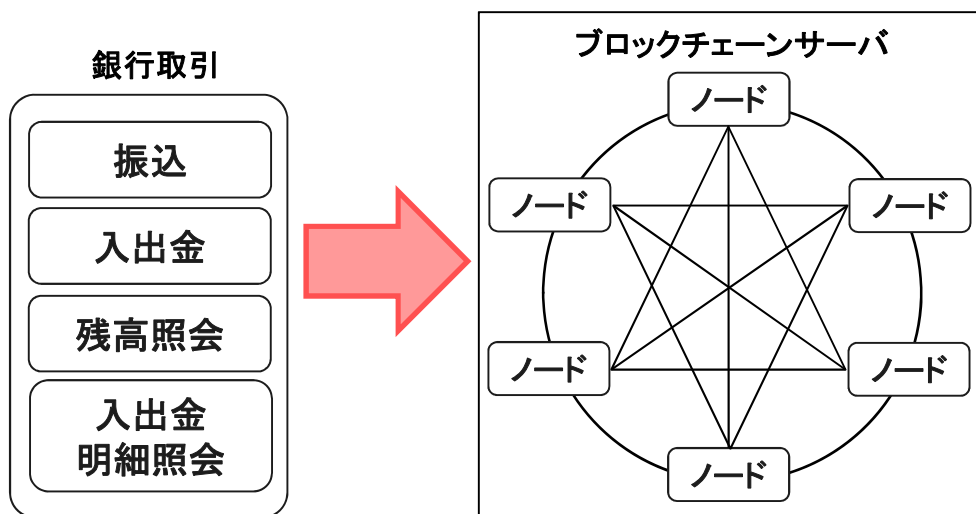 銀行取引
振込
入出金
残高照会
入出金
明細照会
ブロックチェーンサーバ
ノード
ノード
ノード
ノード
ノード
ノード